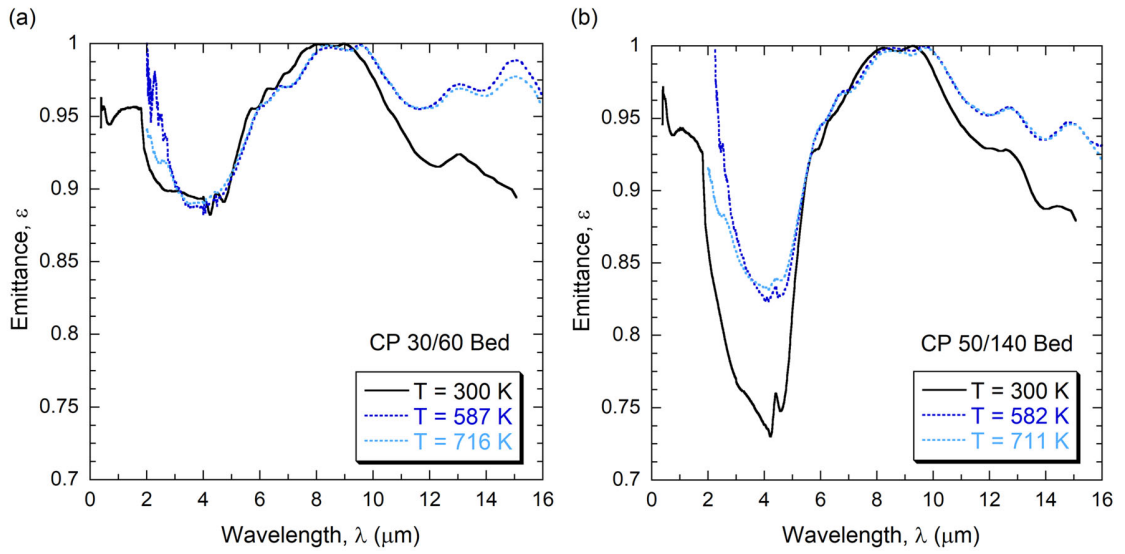 (a)
1
0.95
0.9
0.85
0.8
0.75
0.7
Emittance, ε
CP 30/60 Bed
T = 300 K
T = 587 K
T = 716 K
0 2 4 6 8 10 12 14 16
Wavelength, λ (μm)
(b)
1
0.95
0.9
0.85
0.8
0.75
0.7
Emittance, ε
CP 50/140 Bed
T = 300 K
T = 582 K
T = 711 K
0 2 4 6 8 10 12 14 16
Wavelength, λ (μm)